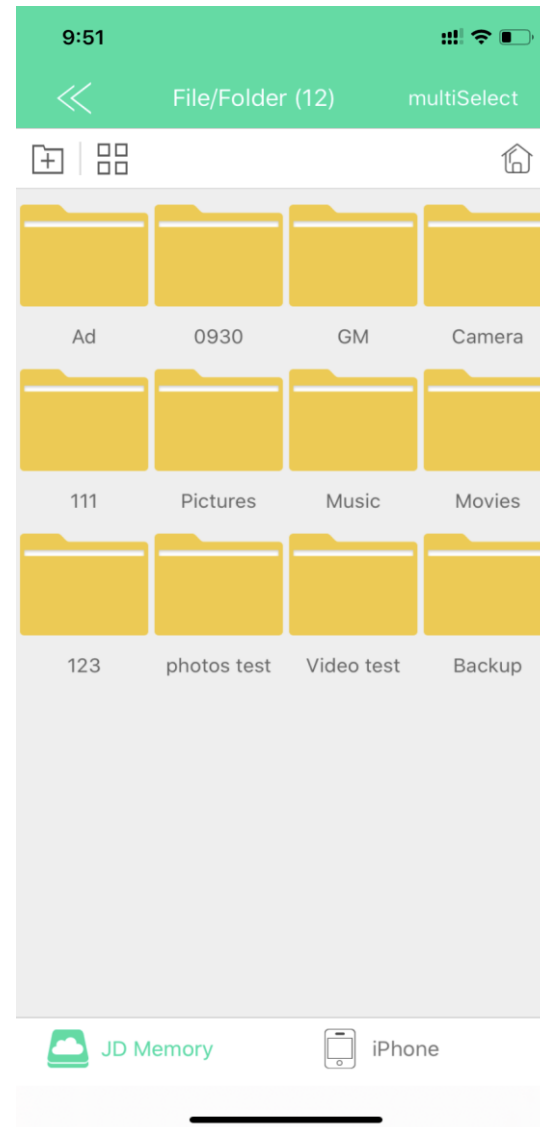 9:51
File/Folder (12) multiSelect
Ad 0930 GM Camera
111 Pictures Music Movies
123 photos test Video test Backup
JD Memory iPhone